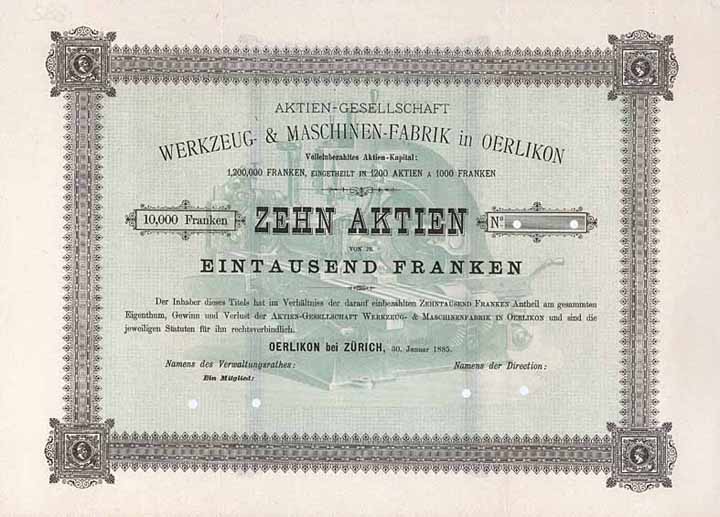 AKTIEN-GESELLSCHAFT
WERKZEUG- & MASCHINEN-FABRIK in OERLIKON
Volleinbezahltes Aktien-Kapital:
1,200,000 FRANKEN, EINGETHEILT IN 1200 AKTIEN A 1000 FRANKEN
10,000 Franken ZEHN AKTIEN No.
VON JE
EINTAUSEND FRANKEN
Der Inhaber dieses Titels hat im Verhältniss der darauf einbezahlten ZEHNTAUSEND FRANKEN Antheil am gesammten
Eigenthum, Gewinn und Verlust der AKTIEN-GESELLSCHAFT WERKZEUG- & MASCHINENFABRIK IN OERLIKON und sind die
jeweiligen Statuten für ihn rechtsverbindlich.
OERLIKON bei ZÜRICH, 30. Januar 1885.
Namens des Verwaltungsrathes: Namens der Direction:
Ein Mitglied: